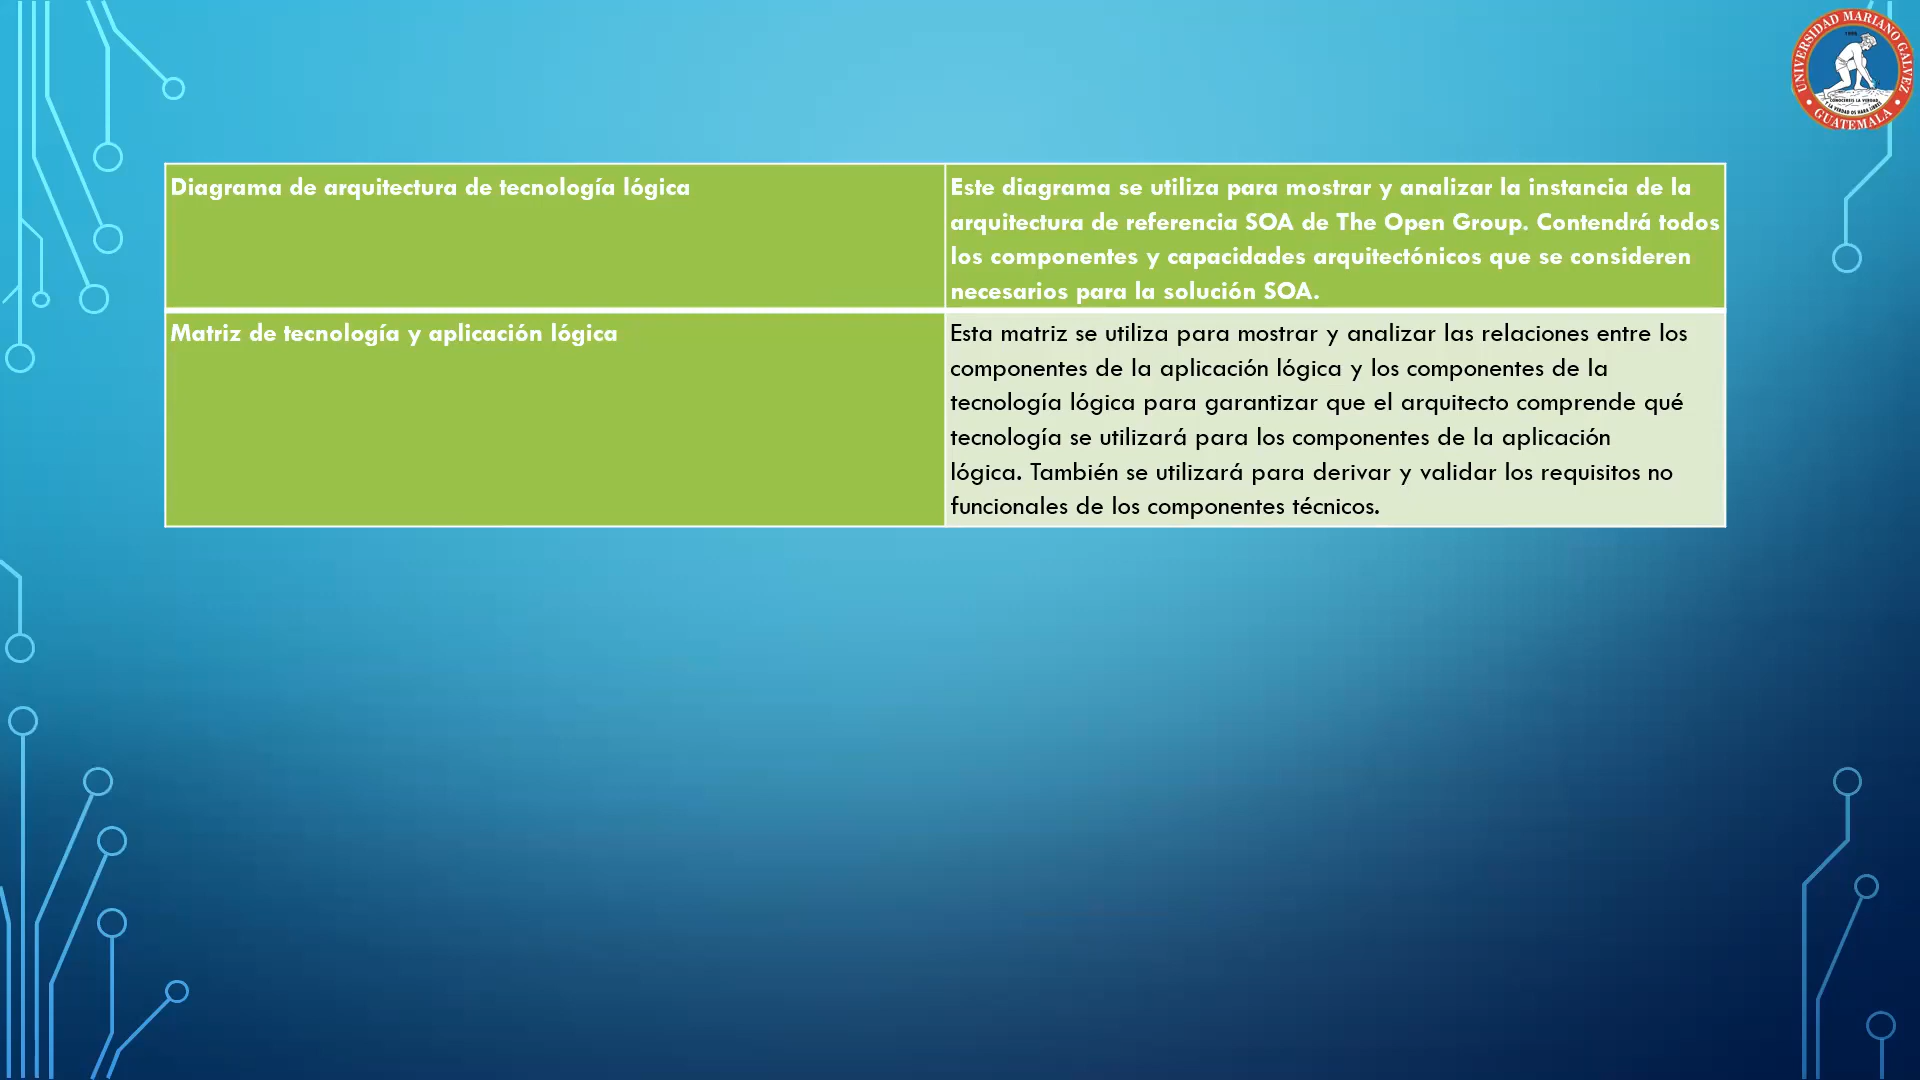 UNIVERSIDAD MARIANO GALVEZ
GUATEMALA
Diagrama de arquitectura de tecnología lógica
Este diagrama se utiliza para mostrar y analizar la instancia de la
arquitectura de referencia SOA de The Open Group. Contendrá todos
los componentes y capacidades arquitectónicos que se consideren
necesarios para la solución SOA.
Matriz de tecnología y aplicación lógica
Esta matriz se utiliza para mostrar y analizar las relaciones entre los
componentes de la aplicación lógica y los componentes de la
tecnología lógica para garantizar que el arquitecto comprende qué
tecnología se utilizará para los componentes de la aplicación
lógica. También se utilizará para derivar y validar los requisitos no
funcionales de los componentes técnicos.